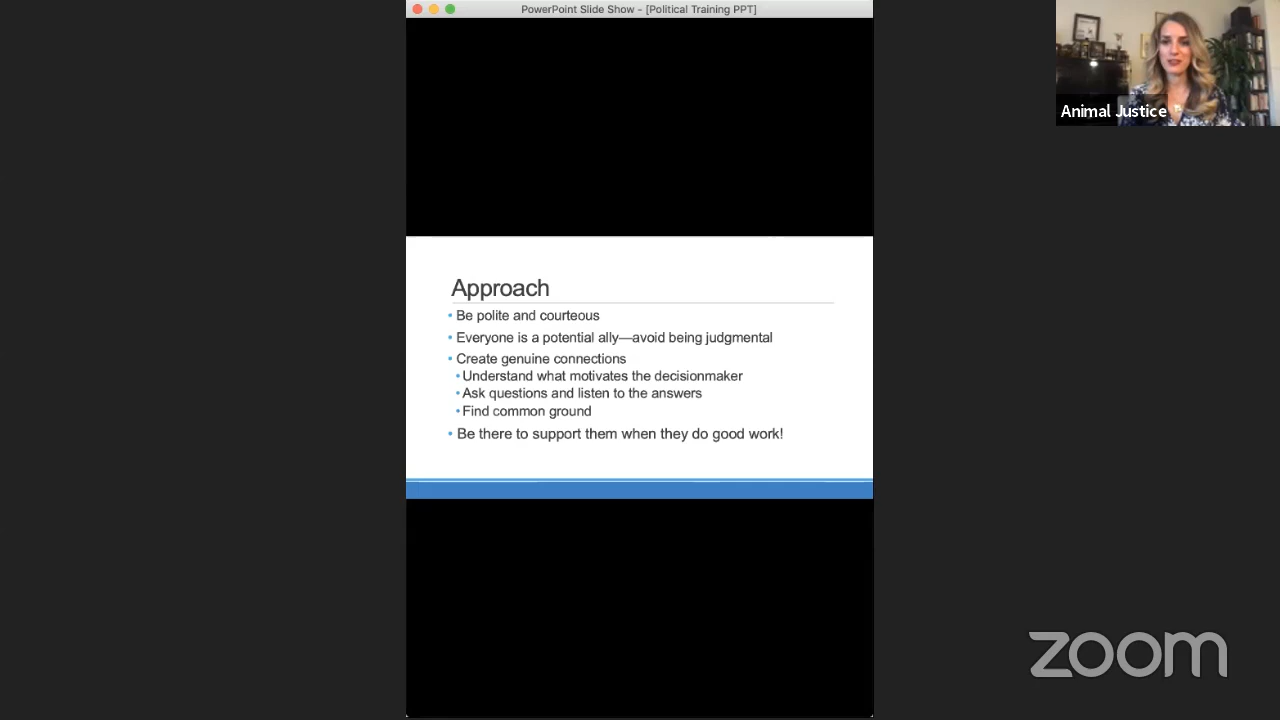 PowerPoint Slide Show - [Political Training PPT]
Animal Justice
Approach
• Be polite and courteous
• Everyone is a potential ally—avoid being judgmental
• Create genuine connections
• Understand what motivates the decisionmaker
• Ask questions and listen to the answers
• Find common ground
• Be there to support them when they do good work!
zoom